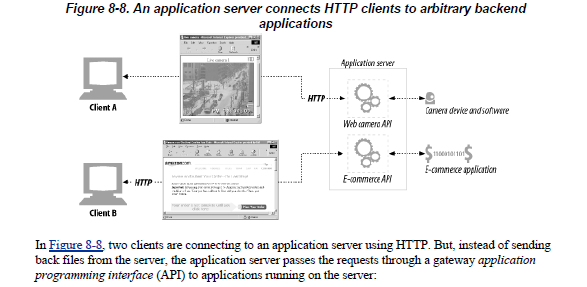 Figure 8-8. An application server connects HTTP clients to arbitrary backend
applications
Application server
Client A
HTTP
Web camera API
Camera device and software
amazon.com
HTTP
Client B
E-commerce API
$11000101101$
E-commerce application
In Figure 8-8, two clients are connecting to an application server using HTTP. But, instead of sending
back files from the server, the application server passes the requests through a gateway application
programming interface (API) to applications running on the server: